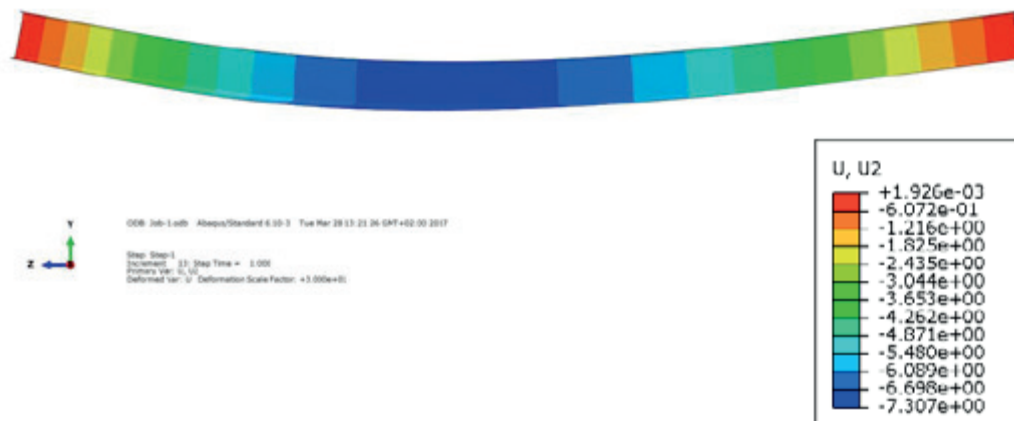 U, U2
+1.926e-03
-6.072e-01
-1.216e+00
-1.825e+00
-2.435e+00
-3.044e+00
-3.653e+00
-4.262e+00
-4.871e+00
-5.480e+00
-6.089e+00
-6.698e+00
-7.307e+00
Y
Z
ODB: Job-1.odb Abaqus/Standard 6.10-3 Tue Mar 28 13:21:26 GMT+02:00 2017
Step: Step-1
Increment 13: Step Time = 1.000
Primary Var: U, U2
Deformed Var: U Deformation Scale Factor: +3.000e+01